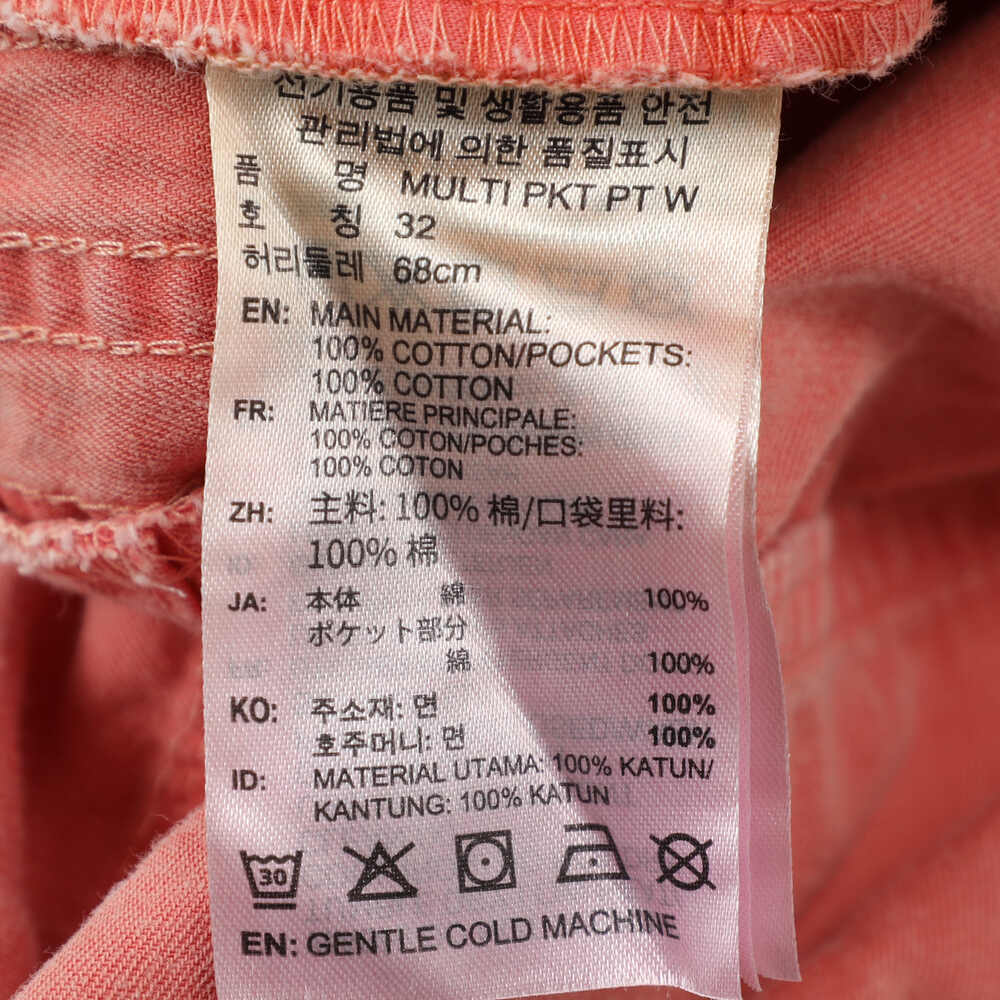 전기용품 및 생활용품 안전
관리법에 의한 품질표시
품 명 MULTI PKT PT W
호 칭 32
허리둘레 68cm
EN: MAIN MATERIAL:
100% COTTON/POCKETS:
100% COTTON
FR: MATIÈRE PRINCIPALE:
100% COTON/POCHES:
100% COTON
ZH: 主料: 100% 棉/口袋里料:
100% 棉
JA: 本体 綿 100%
ポケット部分
綿 100%
KO: 주소재: 면 100%
호주머니: 면 100%
ID: MATERIAL UTAMA: 100% KATUN/
KANTUNG: 100% KATUN
30
EN: GENTLE COLD MACHINE